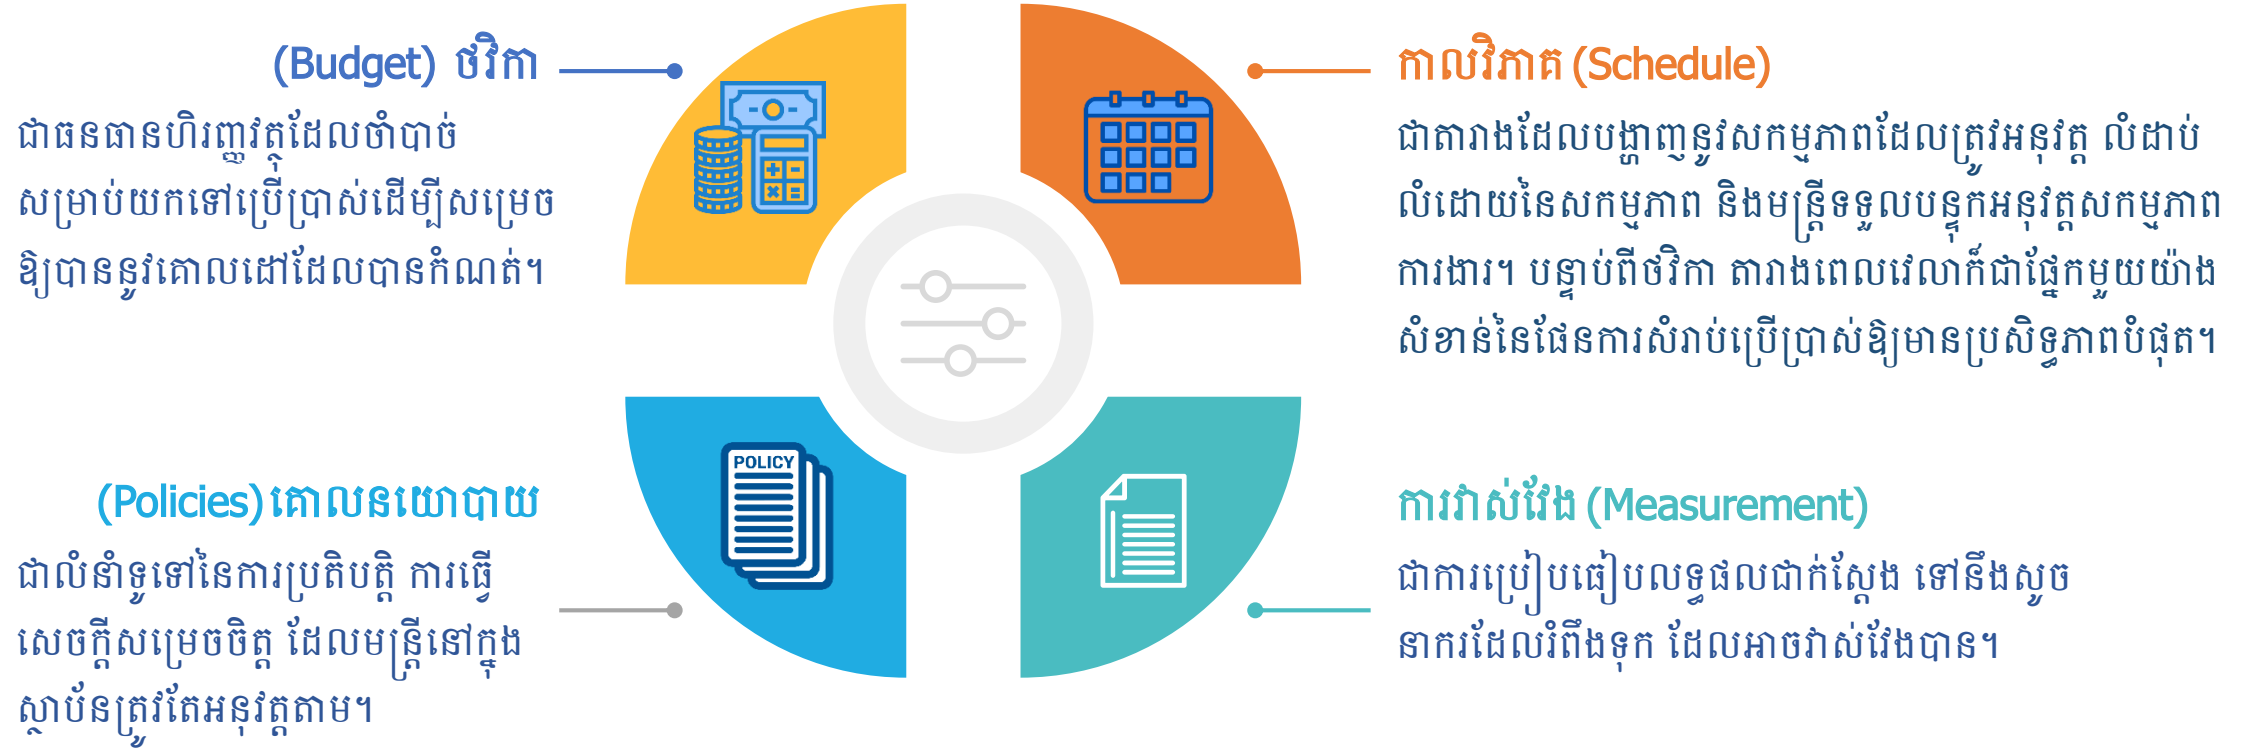 (Budget) ថវិកា
ជាធនធានហិរញ្ញវត្ថុដែលចាំបាច់
សម្រាប់យកទៅប្រើប្រាស់ដើម្បីសម្រេច
ឱ្យបាននូវគោលដៅដែលបានកំណត់។
កាលវិភាគ (Schedule)
ជាតារាងដែលបង្ហាញនូវសកម្មភាពដែលត្រូវអនុវត្ត លំដាប់
លំដោយនៃសកម្មភាព និងមន្ត្រីទទួលបន្ទុកអនុវត្តសកម្មភាព
ការងារ។ បន្ទាប់ពីថវិកា តារាងពេលវេលាក៏ជាផ្នែកមួយយ៉ាង
សំខាន់នៃផែនការសំរាប់ប្រើប្រាស់ឱ្យមានប្រសិទ្ធភាពបំផុត។
POLICY
(Policies) គោលនយោបាយ
ជាលំនាំទូទៅនៃការប្រតិបត្តិ ការធ្វើ
សេចក្តីសម្រេចចិត្ត ដែលមន្ត្រីនៅក្នុង
ស្ថាប័នត្រូវតែអនុវត្តតាម។
ការវាស់វែង (Measurement)
ជាការប្រៀបធៀបលទ្ធផលជាក់ស្តែង ទៅនឹងសូច
នាករដែលរំពឹងទុក ដែលអាចវាស់វែងបាន។